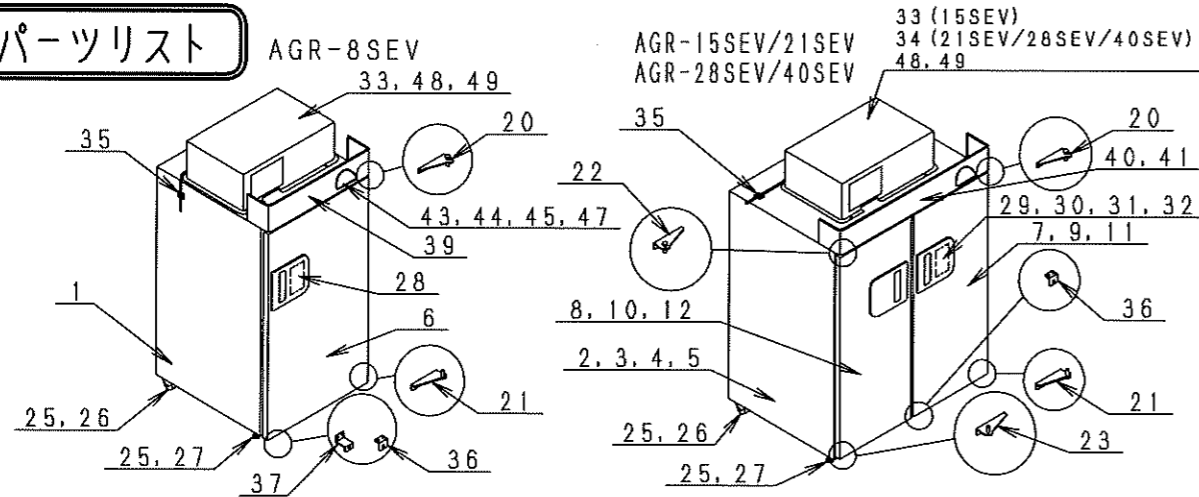 パーツリスト
AGR-8SEV
33, 48, 49
20
35
43, 44, 45, 47
39
28
1
6
21
25, 26
25, 27
37
36
AGR-15SEV/21SEV
AGR-28SEV/40SEV
33 (15SEV)
34 (21SEV/28SEV/40SEV)
48, 49
35
20
22
40, 41
29, 30, 31, 32
7, 9, 11
36
8, 10, 12
2, 3, 4, 5
21
25, 26
25, 27
23